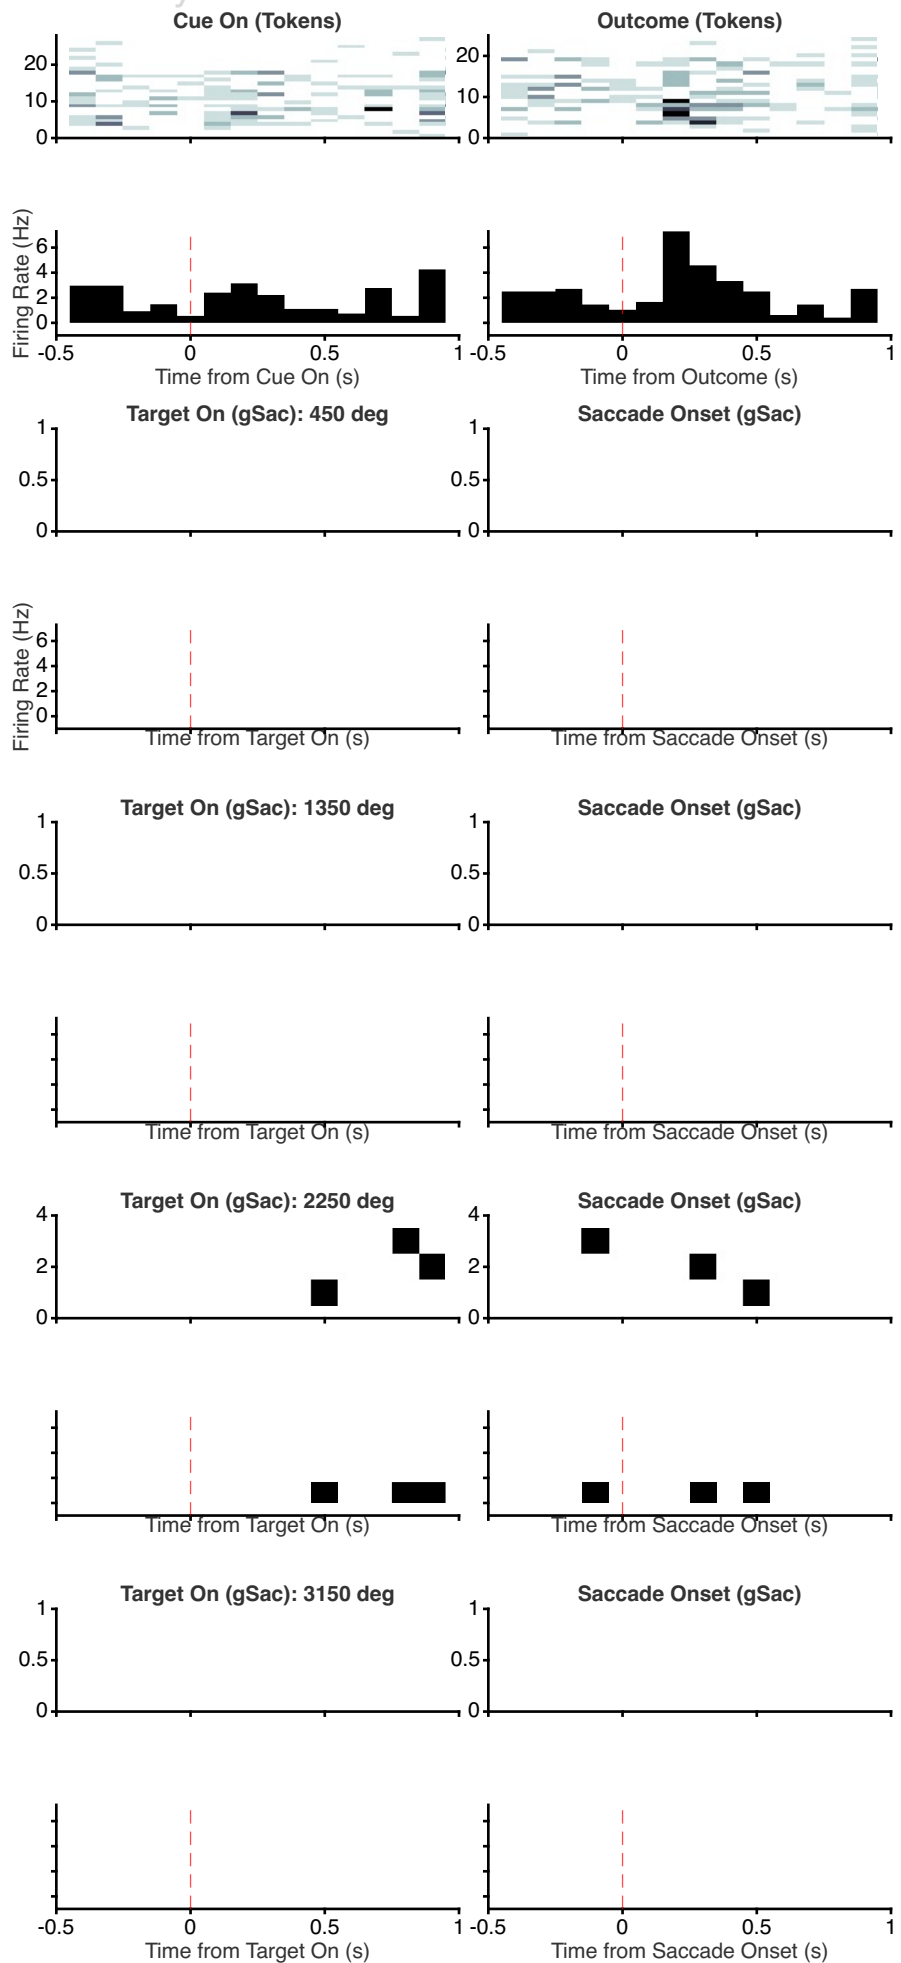 Cue On (Tokens) Outcome (Tokens)
20 20
10 10
0 0
Firing Rate (Hz)
6
4
2
0
-0.5 0 0.5 1 -0.5 0 0.5 1
Time from Cue On (s) Time from Outcome (s)
Target On (gSac): 450 deg Saccade Onset (gSac)
1 1
0.5 0.5
0 0
Firing Rate (Hz)
6
4
2
0
Time from Target On (s) Time from Saccade Onset (s)
Target On (gSac): 1350 deg Saccade Onset (gSac)
1 1
0.5 0.5
0 0
Time from Target On (s) Time from Saccade Onset (s)
Target On (gSac): 2250 deg Saccade Onset (gSac)
4 4
2 2
0 0
Time from Target On (s) Time from Saccade Onset (s)
Target On (gSac): 3150 deg Saccade Onset (gSac)
1 1
0.5 0.5
0 0
-0.5 0 0.5 1 -0.5 0 0.5 1
Time from Target On (s) Time from Saccade Onset (s)